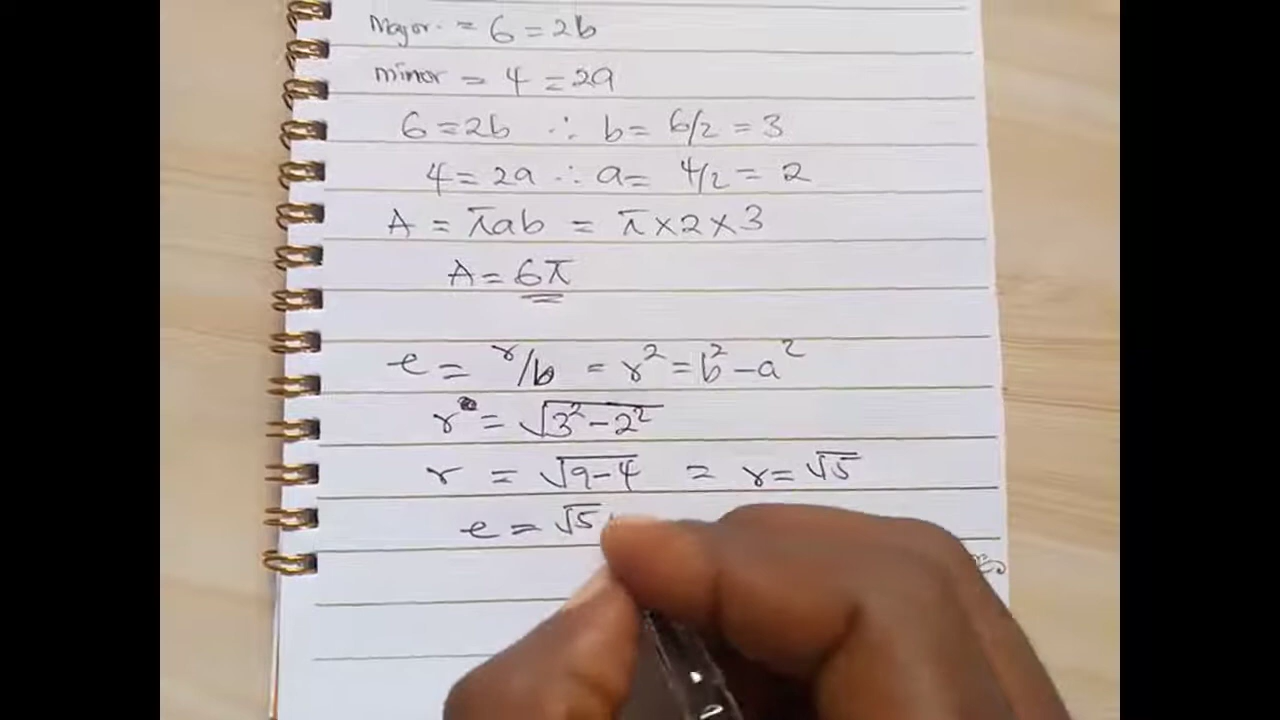 Major. = 6 = 2b
minor = 4 = 2a
6 = 2b ∴ b = 6/2 = 3
4 = 2a ∴ a = 4/2 = 2
A = πab = π × 2 × 3
A = 6π
e = r/b = r² = b² - a²
r = √3² - 2²
r = √9-4 = r = √5
e = √5